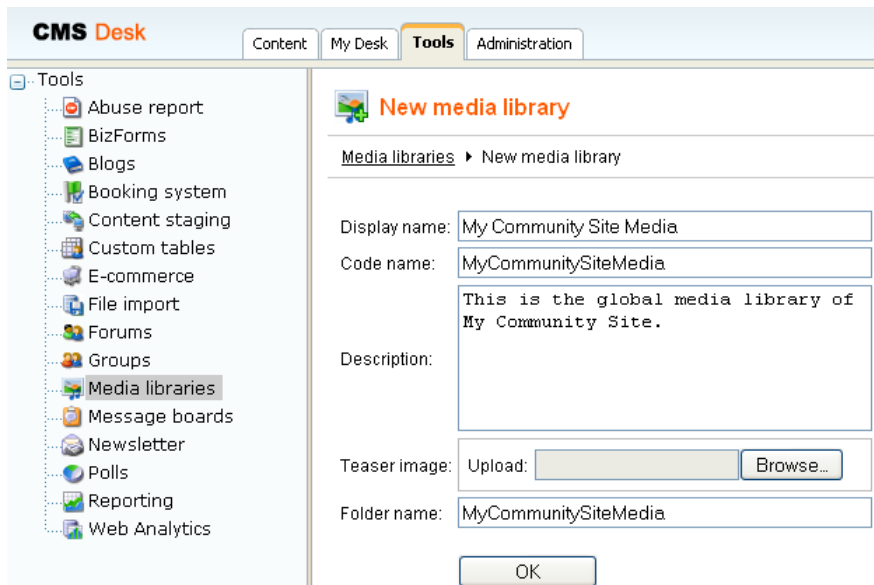 CMS Desk
Content My Desk Tools Administration
Tools
Abuse report
BizForms
Blogs
Booking system
Content staging
Custom tables
E-commerce
File import
Forums
Groups
Media libraries
Message boards
Newsletter
Polls
Reporting
Web Analytics
New media library
Media libraries New media library
Display name: My Community Site Media
Code name: MyCommunitySiteMedia
Description: This is the global media library of
My Community Site.
Teaser image: Upload: Browse...
Folder name: MyCommunitySiteMedia
OK